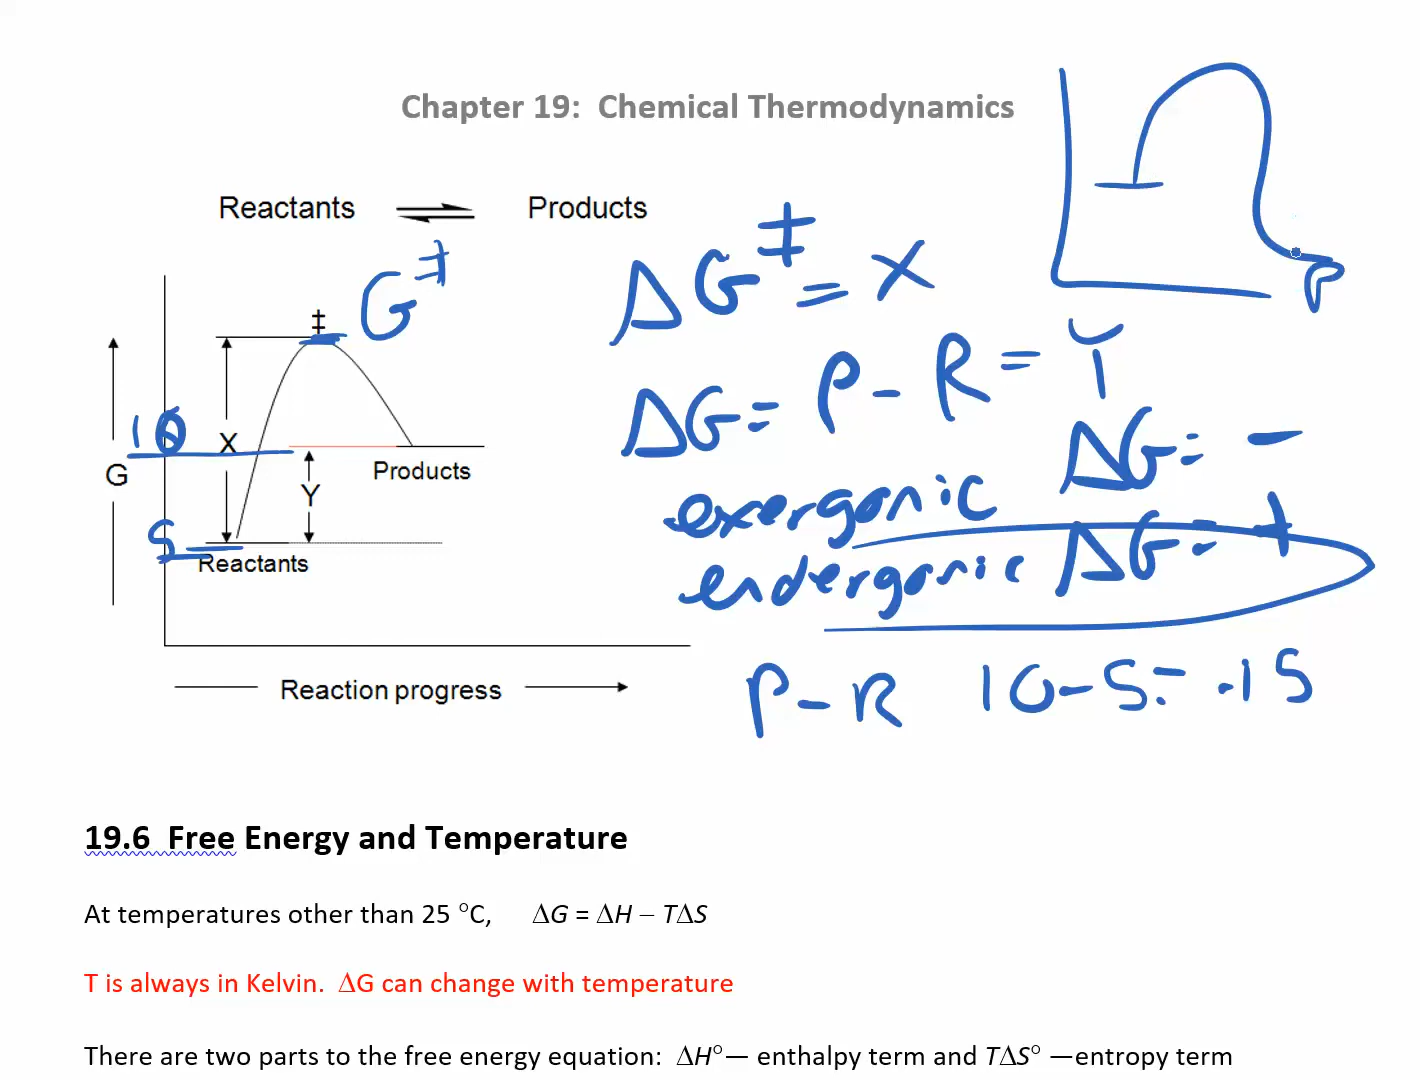 Chapter 19: Chemical Thermodynamics
Reactants ⇌ Products
‡
G‡
ΔG‡ = X
ΔG = P - R = Y
10
X
G
Products
Y
5
Reactants
exergonic ΔG = -
endergonic ΔG = +
Reaction progress
P - R 10 - 5 = .15
P
19.6 Free Energy and Temperature
At temperatures other than 25 °C, ΔG = ΔH – TΔS
T is always in Kelvin. ΔG can change with temperature
There are two parts to the free energy equation: ΔH°— enthalpy term and TΔS° —entropy term